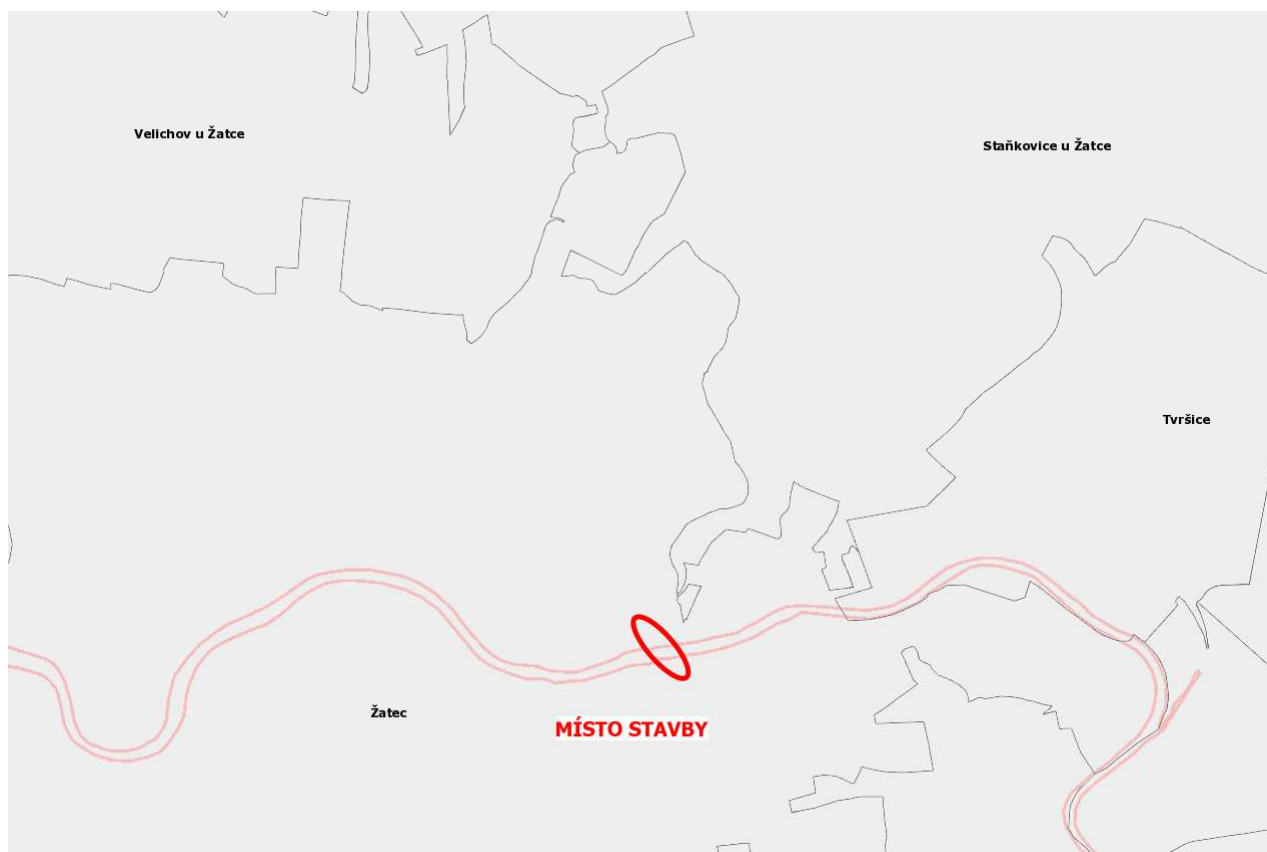 Velichov u Žatce
Staňkovice u Žatce
Tvršice
Žatec
MÍSTO STAVBY